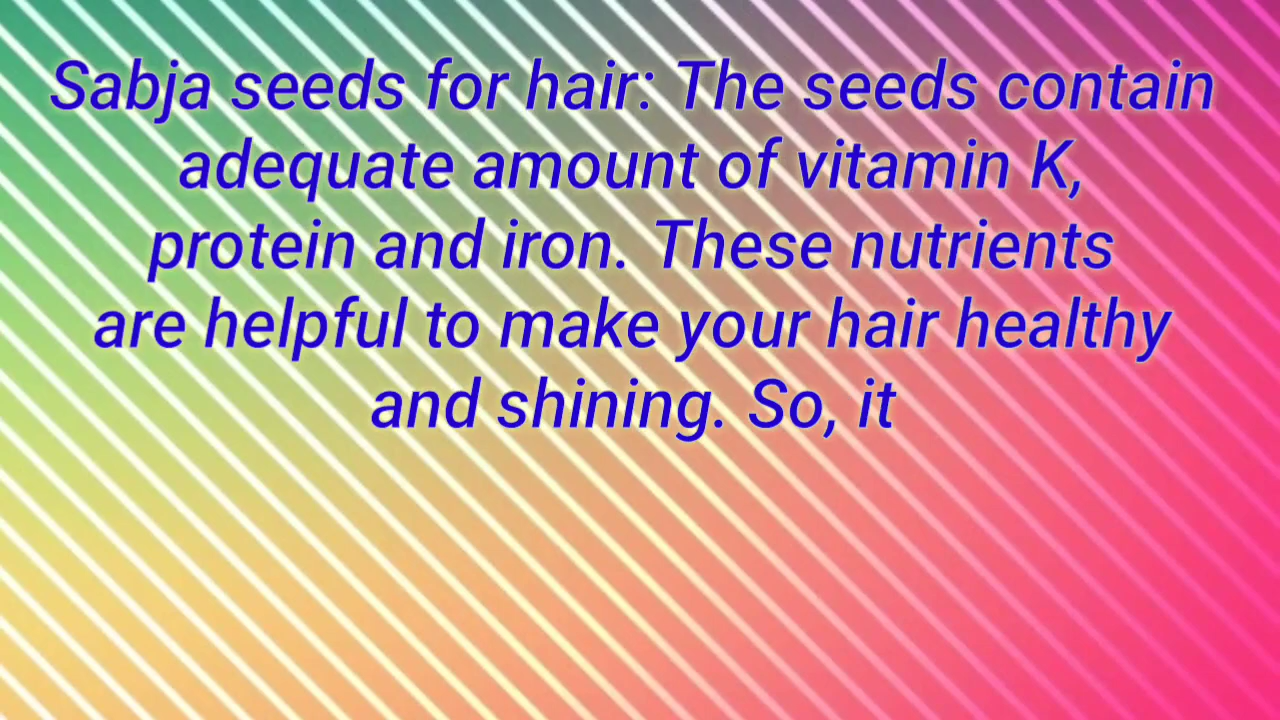 Sabja seeds for hair: The seeds contain
adequate amount of vitamin K,
protein and iron. These nutrients
are helpful to make your hair healthy
and shining. So, it